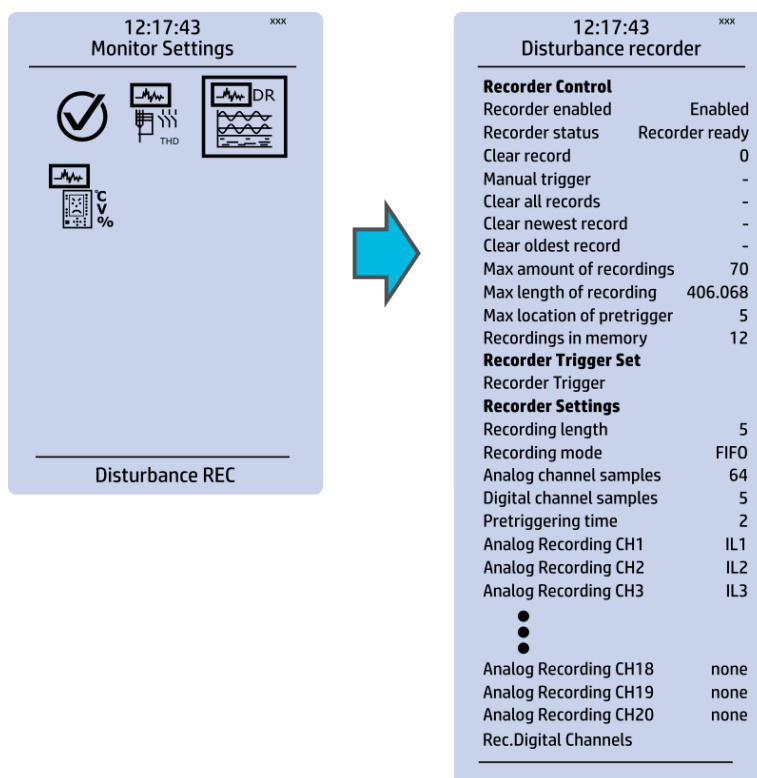 12:17:43 xxx
Monitor Settings
DR
THD
°C
V
%
Disturbance REC
12:17:43 xxx
Disturbance recorder
Recorder Control
Recorder enabled Enabled
Recorder status Recorder ready
Clear record 0
Manual trigger -
Clear all records -
Clear newest record -
Clear oldest record -
Max amount of recordings 70
Max length of recording 406.068
Max location of pretrigger 5
Recordings in memory 12
Recorder Trigger Set
Recorder Trigger
Recorder Settings
Recording length 5
Recording mode FIFO
Analog channel samples 64
Digital channel samples 5
Pretriggering time 2
Analog Recording CH1 IL1
Analog Recording CH2 IL2
Analog Recording CH3 IL3
Analog Recording CH18 none
Analog Recording CH19 none
Analog Recording CH20 none
Rec.Digital Channels